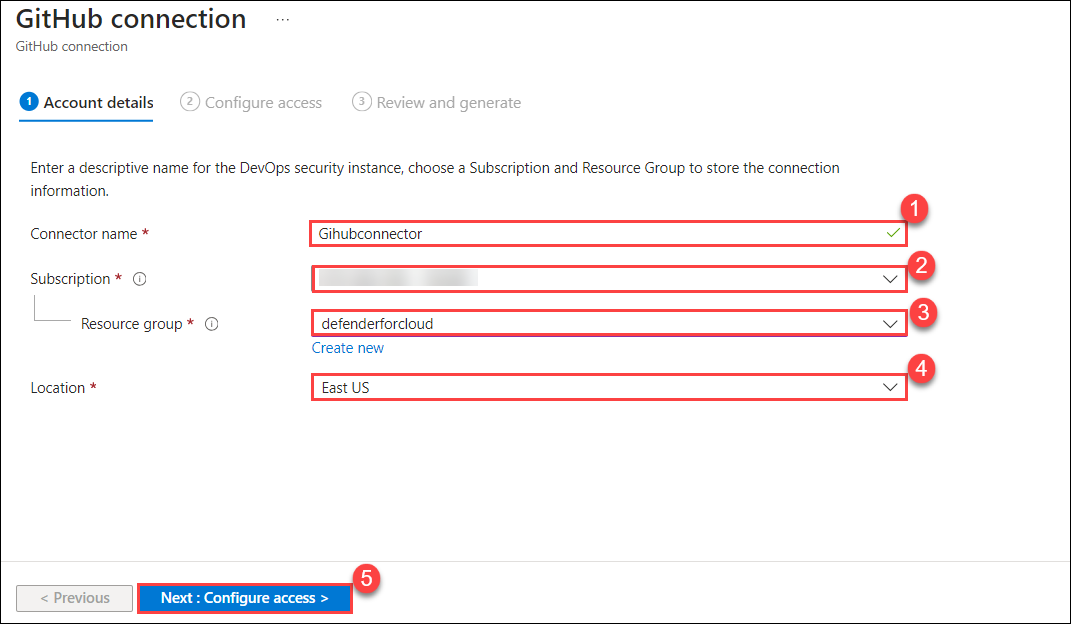 GitHub connection ...
GitHub connection
1 Account details 2 Configure access 3 Review and generate
Enter a descriptive name for the DevOps security instance, choose a Subscription and Resource Group to store the connection
information.
1
Connector name * Gihubconnector
2
Subscription *
3
Resource group * defenderforcloud
Create new
4
Location * East US
5
< Previous Next : Configure access >